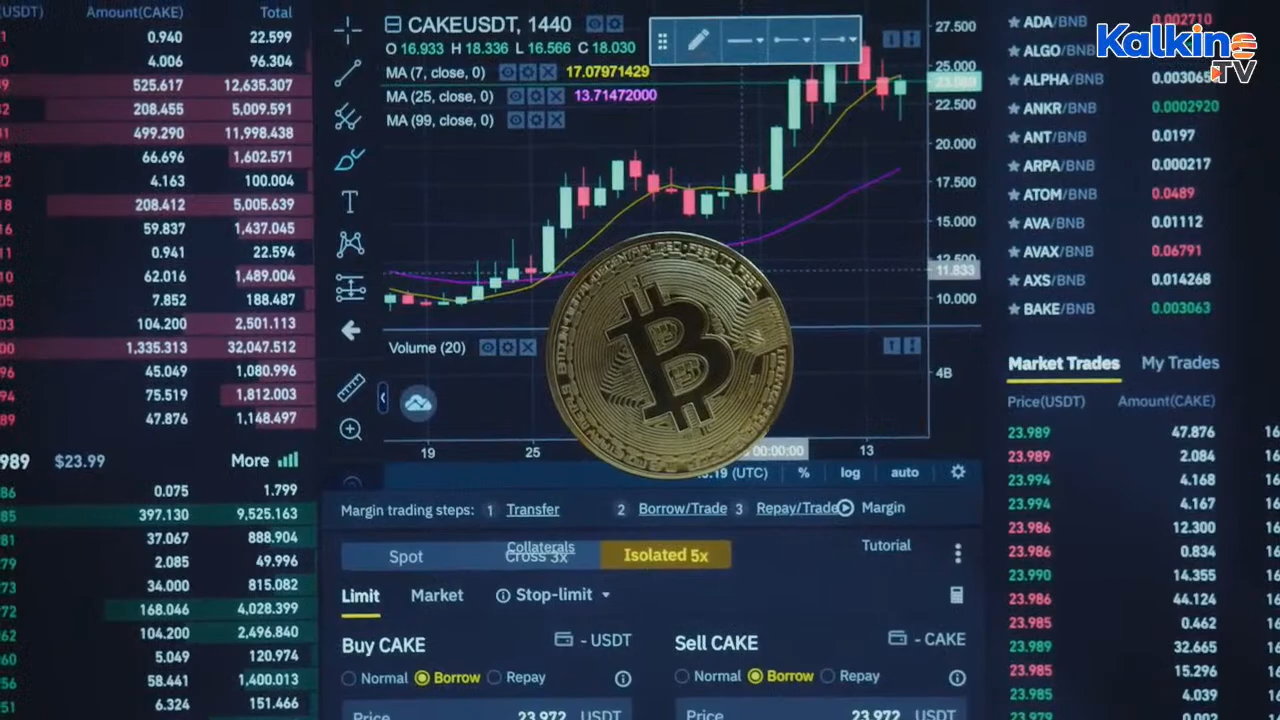 (USDT) Amount(CAKE) Total
0.940 22.599
4.006 96.304
525.617 12,635.307
208.455 5,009.591
499.290 11,998.438
66.696 1,602.571
4.163 100.004
208.412 5,005.639
59.837 1,437.045
0.941 22.594
62.016 1,489.004
7.852 188.487
104.200 2,501.113
1,335.313 32,047.512
45.049 1,080.996
75.519 1,812.003
47.876 1,148.497
989 $23.99 More
0.075 1.799
397.130 9,525.163
37.067 888.904
2.085 49.996
34.000 815.082
168.046 4,028.399
104.200 2,496.840
5.049 120.974
58.441 1,400.013
6.324 151.466
CAKEUSDT, 1440
O 16.933 H 18.336 L 16.566 C 18.030
MA (7, close, 0) 17.07971429
MA (25, close, 0) 13.71472000
MA (99, close, 0)
27.500
25.000
23.989
22.500
20.000
17.500
15.000
12.500
11.833
10.000
Volume (20)
4B
19 25 00:00:00 13
(UTC) % log auto
Margin trading steps: 1 Transfer 2 Borrow/Trade 3 Repay/Trade Margin
Collaterals Tutorial
Spot Cross 3x Isolated 5x
Limit Market Stop-limit
Buy CAKE - USDT Sell CAKE - CAKE
Normal Borrow Repay Normal Borrow Repay
Price 23.972 USDT Price 23.972 USDT
Kalkine
TV
ADA/BNB 0.002710
ALGO/BNB
ALPHA/BNB 0.003065
ANKR/BNB 0.0002920
ANT/BNB 0.0197
ARPA/BNB 0.000217
ATOM/BNB 0.0489
AVA/BNB 0.01112
AVAX/BNB 0.06791
AXS/BNB 0.014268
BAKE/BNB 0.003063
Market Trades My Trades
Price(USDT) Amount(CAKE)
23.989 47.876
23.989 2.084
23.994 4.168
23.994 4.167
23.986 12.300
23.986 0.834
23.990 14.355
23.986 44.124
23.985 0.462
23.989 32.665
23.985 15.296
23.985 4.039